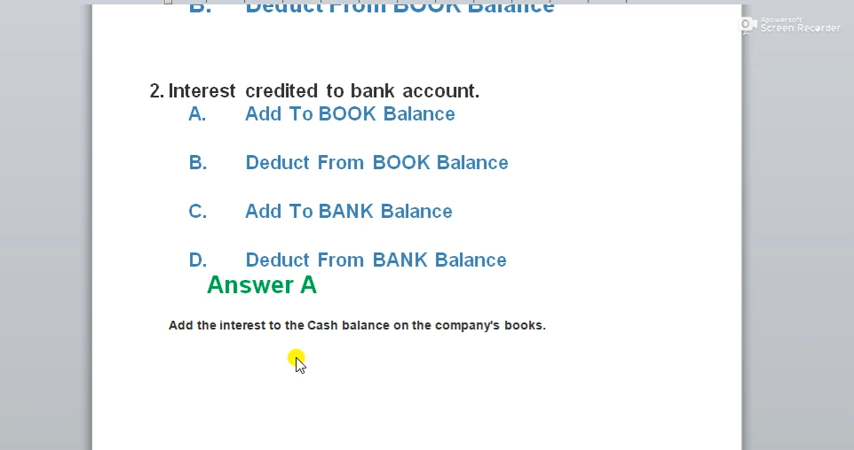 B. Deduct From BOOK Balance
Apowersoft
Screen Recorder
2. Interest credited to bank account.
A. Add To BOOK Balance
B. Deduct From BOOK Balance
C. Add To BANK Balance
D. Deduct From BANK Balance
Answer A
Add the interest to the Cash balance on the company's books.